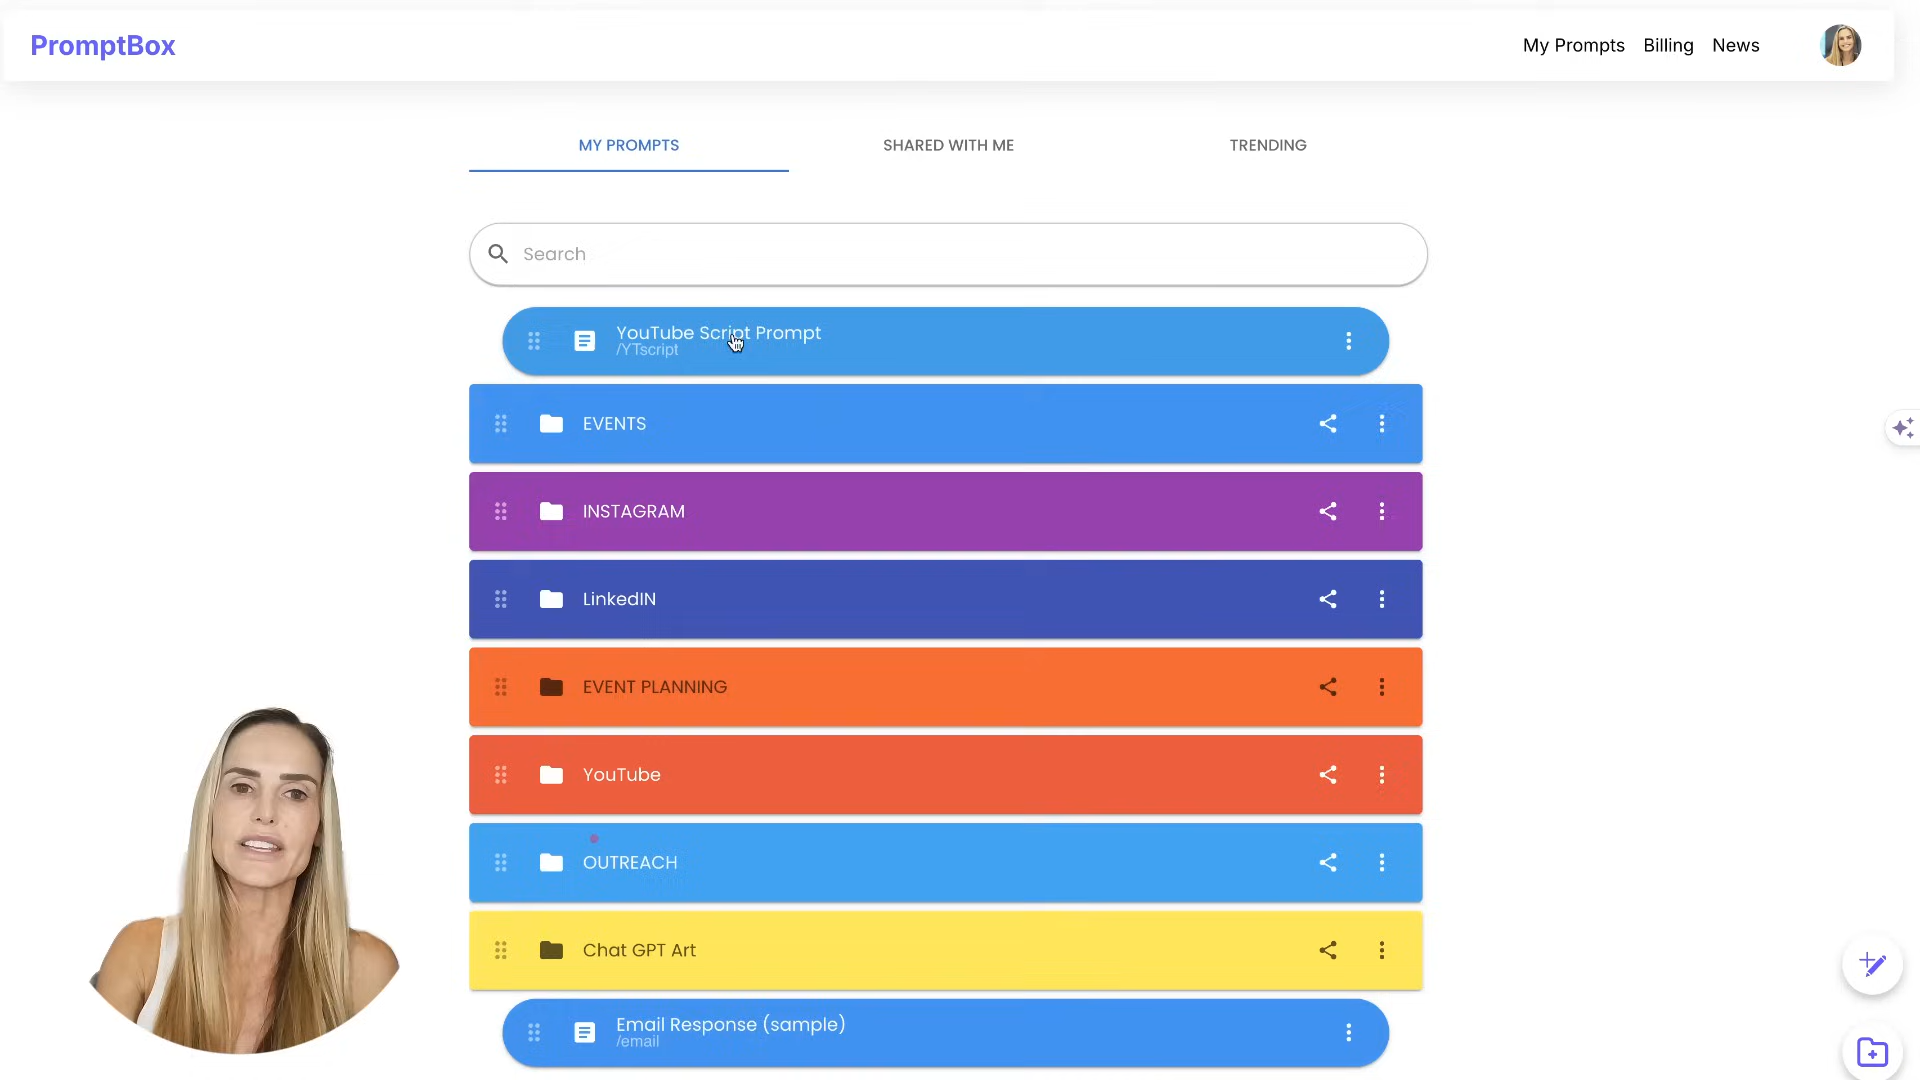 PromptBox
My Prompts Billing News
MY PROMPTS SHARED WITH ME TRENDING
Search
YouTube Script Prompt
/YTscript
EVENTS
INSTAGRAM
LinkedIN
EVENT PLANNING
YouTube
OUTREACH
Chat GPT Art
Email Response (sample)
/email